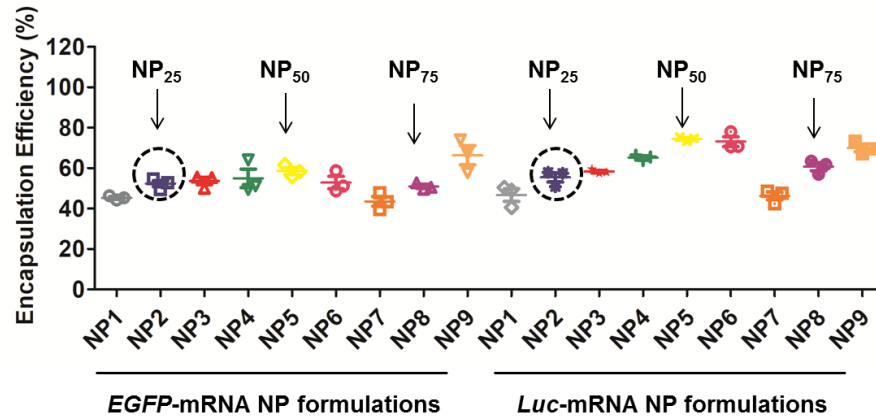 Encapsulation Efficiency (%)
120
100
80
60
40
20
0
NP25
NP50
NP75
NP25
NP50
NP75
NP1
NP2
NP3
NP4
NP5
NP6
NP7
NP8
NP9
NP1
NP2
NP3
NP4
NP5
NP6
NP7
NP8
NP9
EGFP-mRNA NP formulations
Luc-mRNA NP formulations